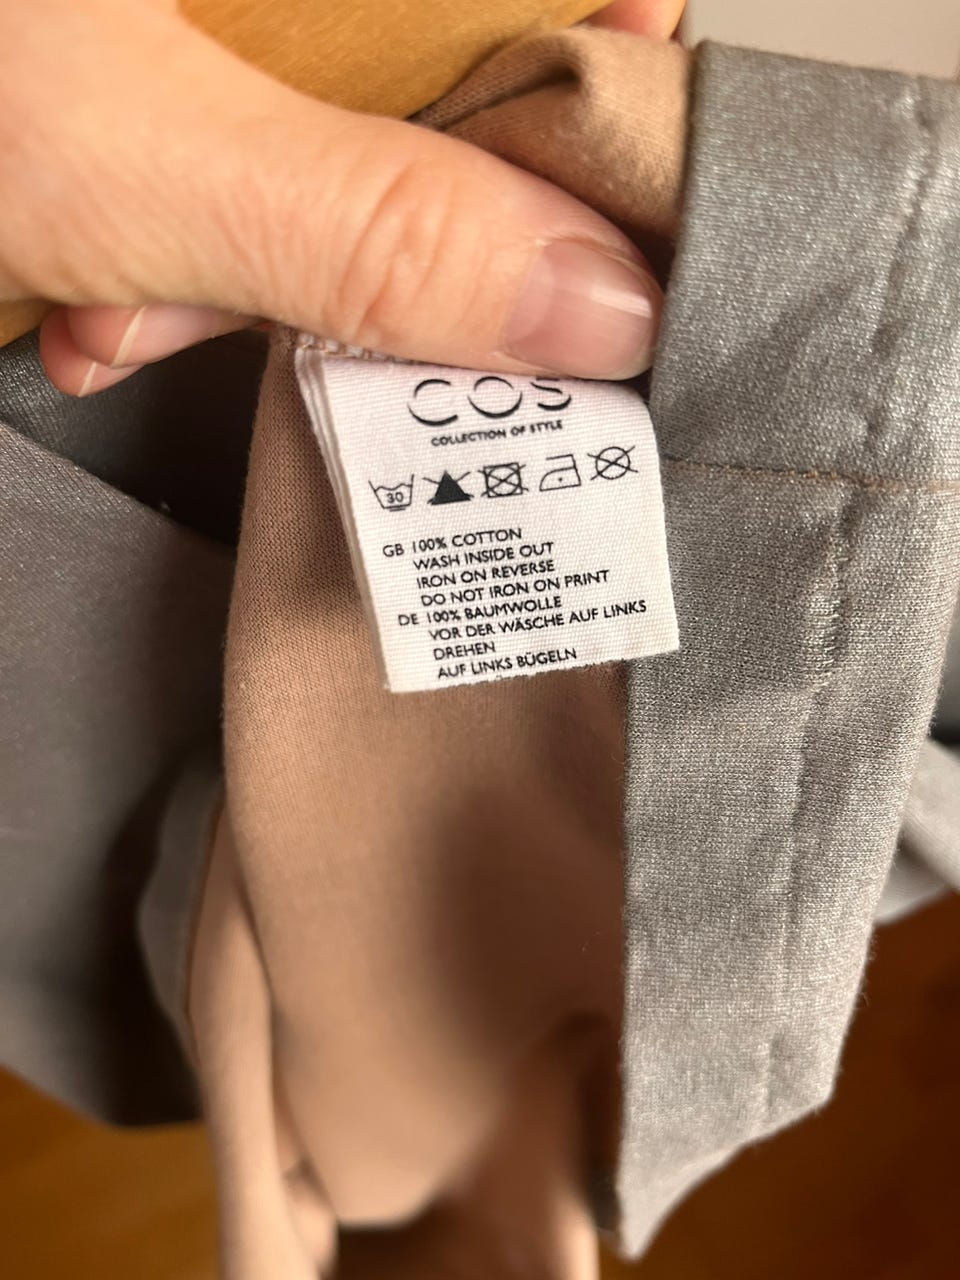 COS
COLLECTION OF STYLE
30
GB 100% COTTON
WASH INSIDE OUT
IRON ON REVERSE
DO NOT IRON ON PRINT
DE 100% BAUMWOLLE
VOR DER WÄSCHE AUF LINKS
DREHEN
AUF LINKS BÜGELN